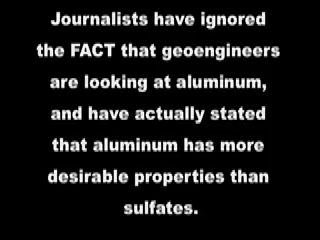 Journalists have ignored
the FACT that geoengineers
are looking at aluminum,
and have actually stated
that aluminum has more
desirable properties than
sulfates.